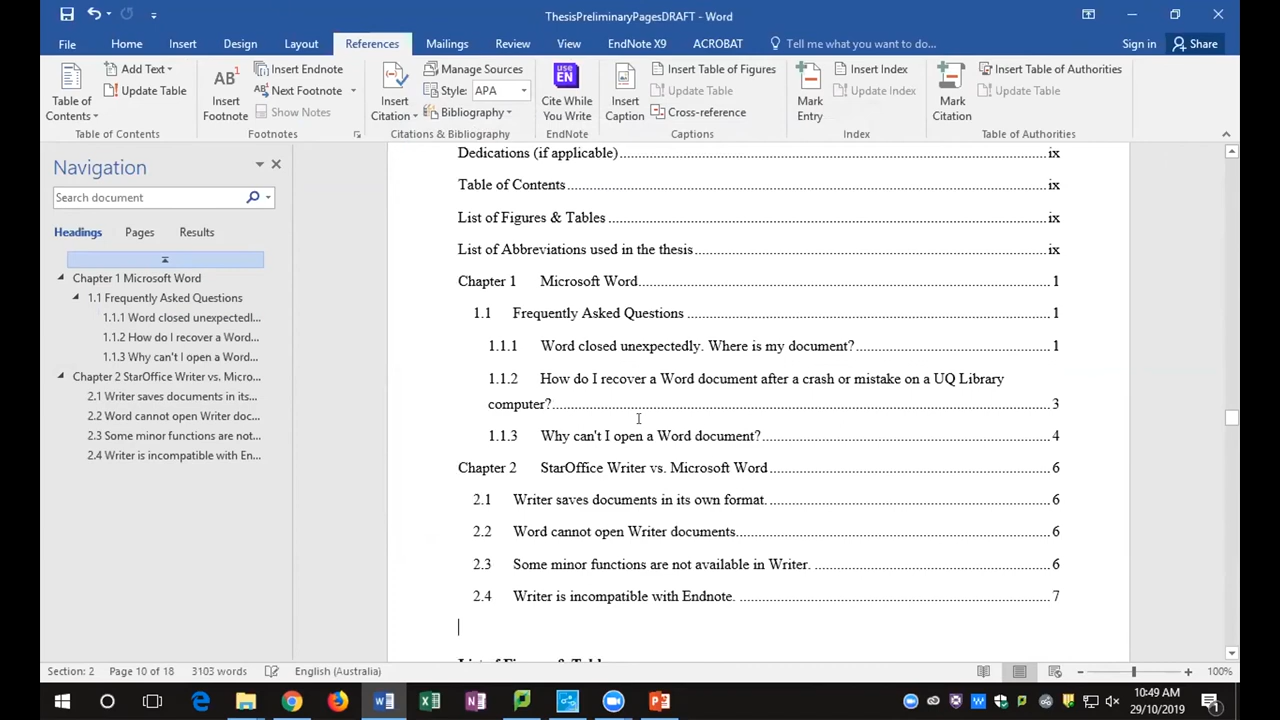 ThesisPreliminaryPagesDRAFT - Word
File Home Insert Design Layout References Mailings Review View EndNote X9 ACROBAT Tell me what you want to do... Sign in Share
Table of Contents
Add Text
Update Table
Table of Contents
AB1
Insert Footnote
Insert Endnote
Next Footnote
Show Notes
Footnotes
Insert Citation
Manage Sources
Style: APA
Bibliography
Citations & Bibliography
use EN
Cite While You Write
EndNote
Insert Caption
Insert Table of Figures
Update Table
Cross-reference
Captions
Mark Entry
Insert Index
Update Index
Index
Mark Citation
Insert Table of Authorities
Update Table
Table of Authorities
Navigation
Search document
Headings Pages Results
Chapter 1 Microsoft Word
1.1 Frequently Asked Questions
1.1.1 Word closed unexpectedl...
1.1.2 How do I recover a Word...
1.1.3 Why can't I open a Word...
Chapter 2 StarOffice Writer vs. Micro...
2.1 Writer saves documents in its...
2.2 Word cannot open Writer doc...
2.3 Some minor functions are not...
2.4 Writer is incompatible with En...
Dedications (if applicable) ix
Table of Contents ix
List of Figures & Tables ix
List of Abbreviations used in the thesis ix
Chapter 1 Microsoft Word 1
1.1 Frequently Asked Questions 1
1.1.1 Word closed unexpectedly. Where is my document? 1
1.1.2 How do I recover a Word document after a crash or mistake on a UQ Library
computer? 3
1.1.3 Why can't I open a Word document? 4
Chapter 2 StarOffice Writer vs. Microsoft Word 6
2.1 Writer saves documents in its own format. 6
2.2 Word cannot open Writer documents. 6
2.3 Some minor functions are not available in Writer. 6
2.4 Writer is incompatible with Endnote. 7
Section: 2 Page 10 of 18 3103 words English (Australia) 100%
10:49 AM
29/10/2019